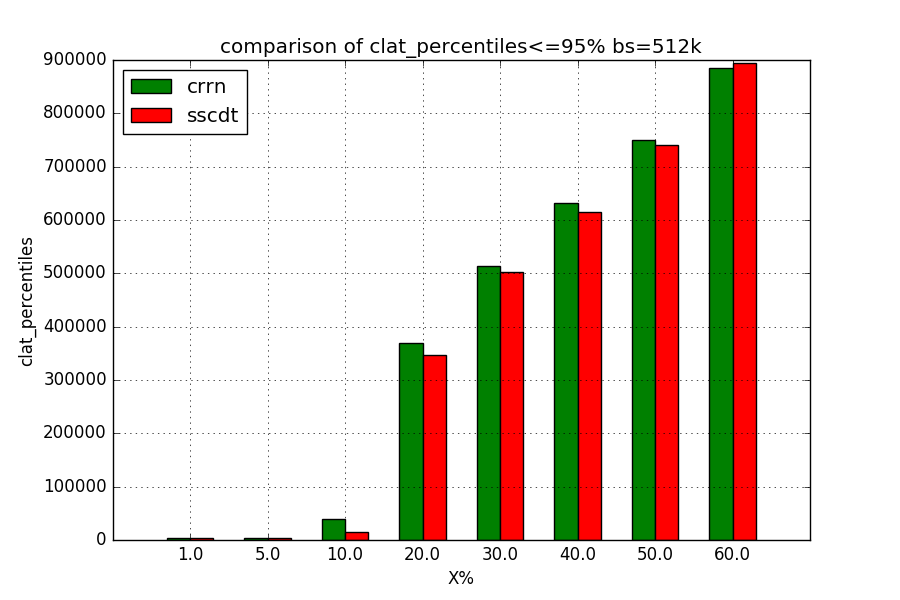 comparison of clat_percentiles<=95% bs=512k
crrn
sscdt
900000
800000
700000
600000
500000
400000
300000
200000
100000
0
clat_percentiles
1.0 5.0 10.0 20.0 30.0 40.0 50.0 60.0
X%